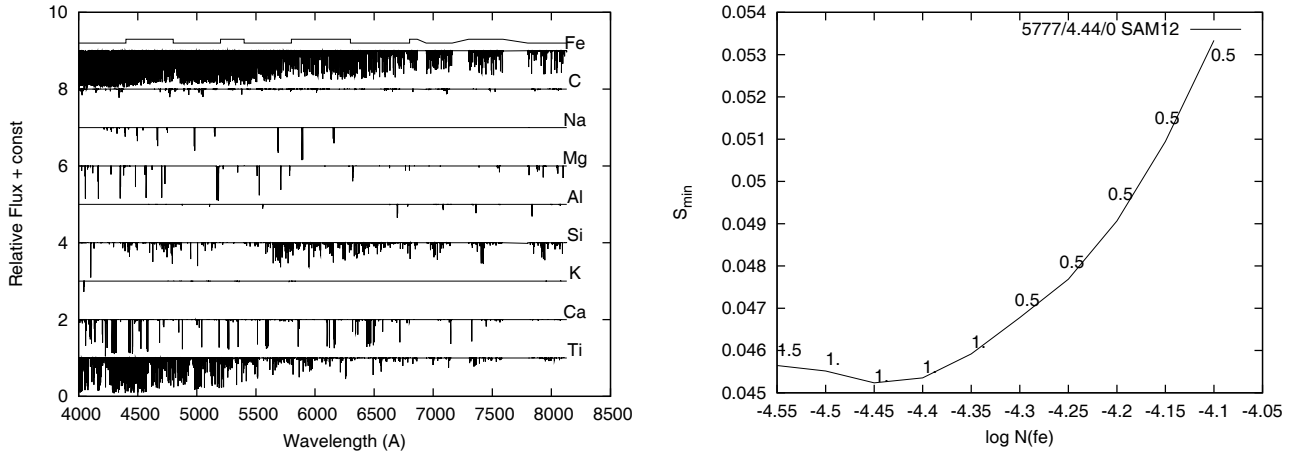 10
8
6
4
2
0
Relative Flux + const
Fe
C
Na
Mg
Al
Si
K
Ca
Ti
4000 4500 5000 5500 6000 6500 7000 7500 8000 8500
Wavelength (A)
0.054
0.053
0.052
0.051
0.05
0.049
0.048
0.047
0.046
0.045
S_min
5777/4.44/0 SAM12
1.5
1.
1.
1.
1.
0.5
0.5
0.5
0.5
0.5
-4.55 -4.5 -4.45 -4.4 -4.35 -4.3 -4.25 -4.2 -4.15 -4.1 -4.05
log N(fe)